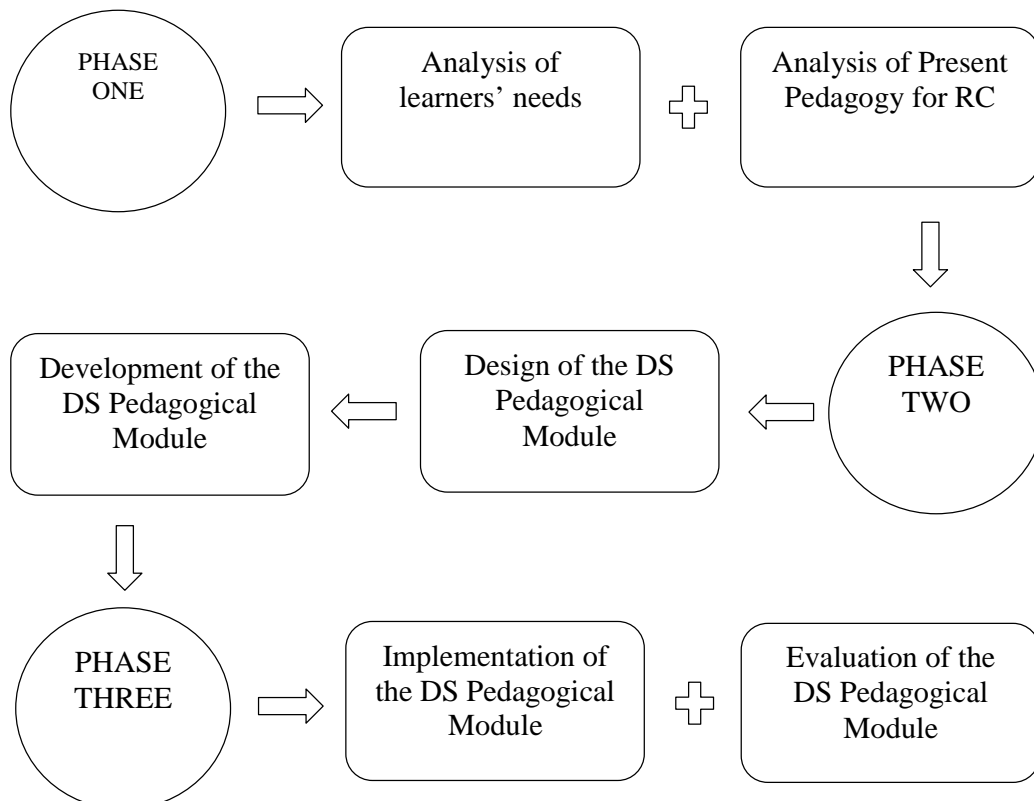 PHASE
ONE
Analysis of
learners’ needs
Analysis of Present
Pedagogy for RC
PHASE
TWO
Design of the DS
Pedagogical
Module
Development of the
DS Pedagogical
Module
PHASE
THREE
Implementation of
the DS Pedagogical
Module
Evaluation of the
DS Pedagogical
Module